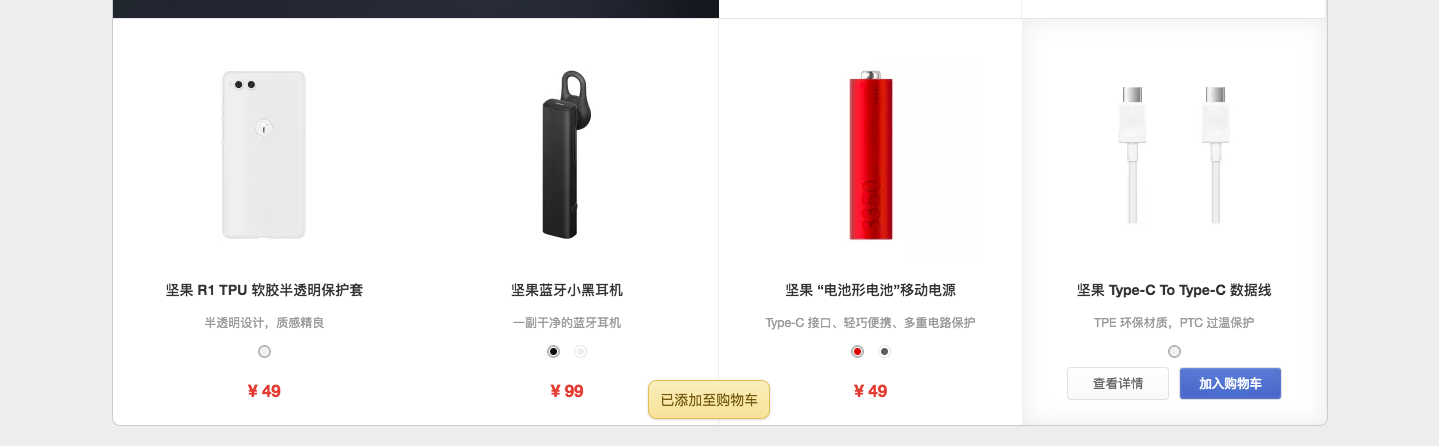 3350
坚果 R1 TPU 软胶半透明保护套
坚果蓝牙小黑耳机
坚果 “电池形电池”移动电源
坚果 Type-C To Type-C 数据线
半透明设计，质感精良
一副干净的蓝牙耳机
Type-C 接口、轻巧便携、多重电路保护
TPE 环保材质，PTC 过温保护
¥ 49
¥ 99
¥ 49
查看详情
加入购物车
已添加至购物车